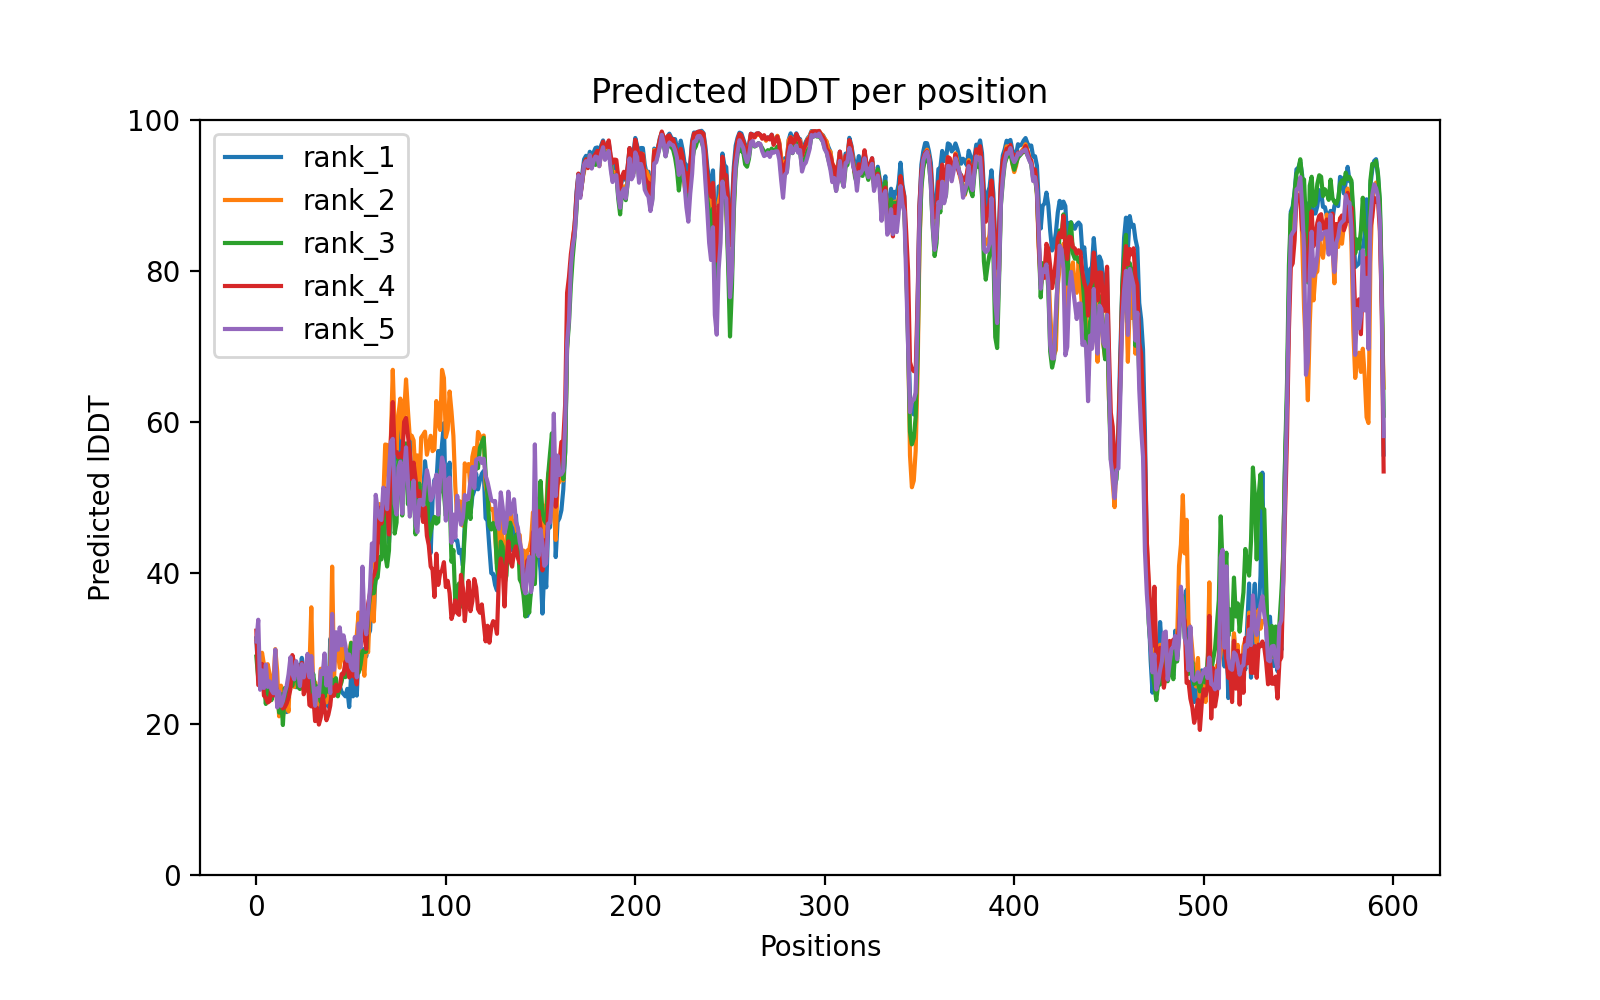 Predicted lDDT per position
rank_1
rank_2
rank_3
rank_4
rank_5
Predicted lDDT
100
80
60
40
20
0
0 100 200 300 400 500 600
Positions